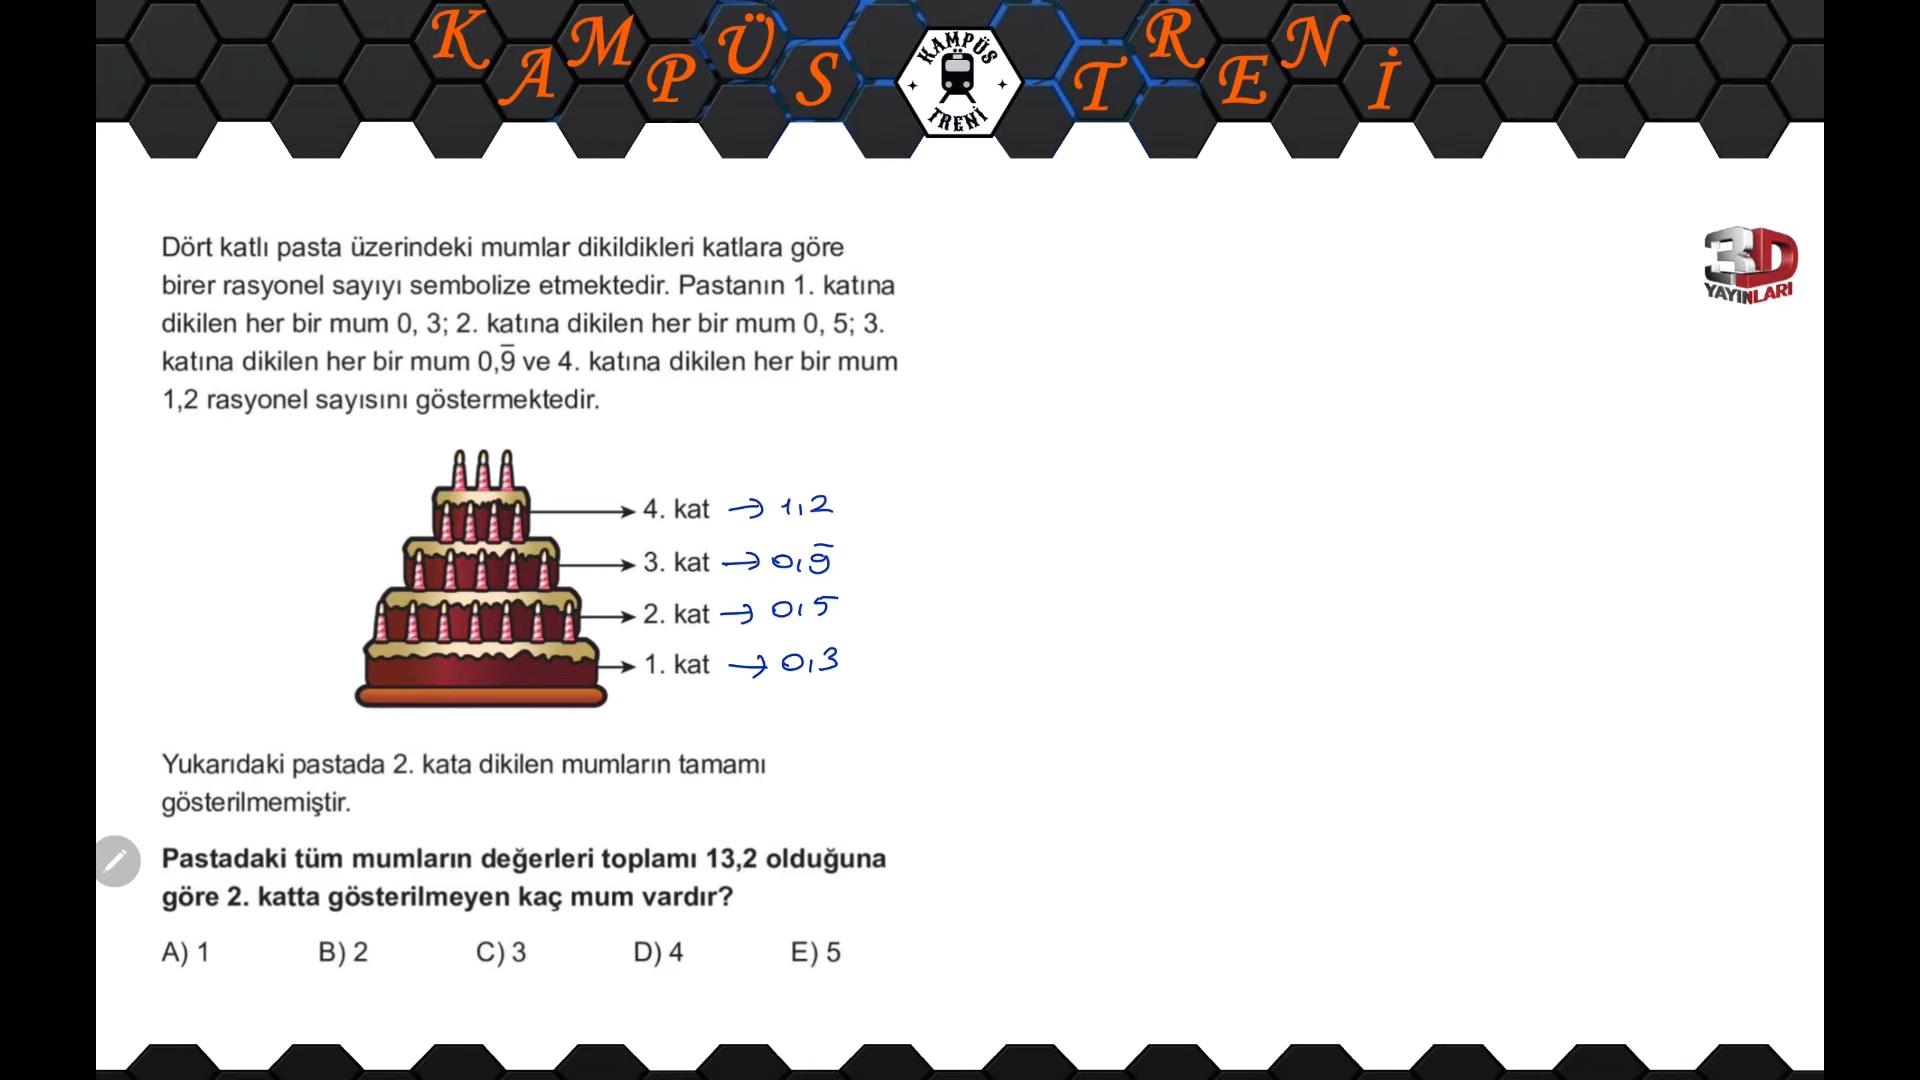 KAMPÜS TRENİ
KAMPÜS
TRENİ
3D
YAYINLARI
Dört katlı pasta üzerindeki mumlar dikildikleri katlara göre
birer rasyonel sayıyı sembolize etmektedir. Pastanın 1. katına
dikilen her bir mum 0, 3; 2. katına dikilen her bir mum 0, 5; 3.
katına dikilen her bir mum 0,9̅ ve 4. katına dikilen her bir mum
1,2 rasyonel sayısını göstermektedir.
4. kat → 1,2
3. kat → 0,9̅
2. kat → 0,5
1. kat → 0,3
Yukarıdaki pastada 2. kata dikilen mumların tamamı
gösterilmemiştir.
Pastadaki tüm mumların değerleri toplamı 13,2 olduğuna
göre 2. katta gösterilmeyen kaç mum vardır?
A) 1 B) 2 C) 3 D) 4 E) 5